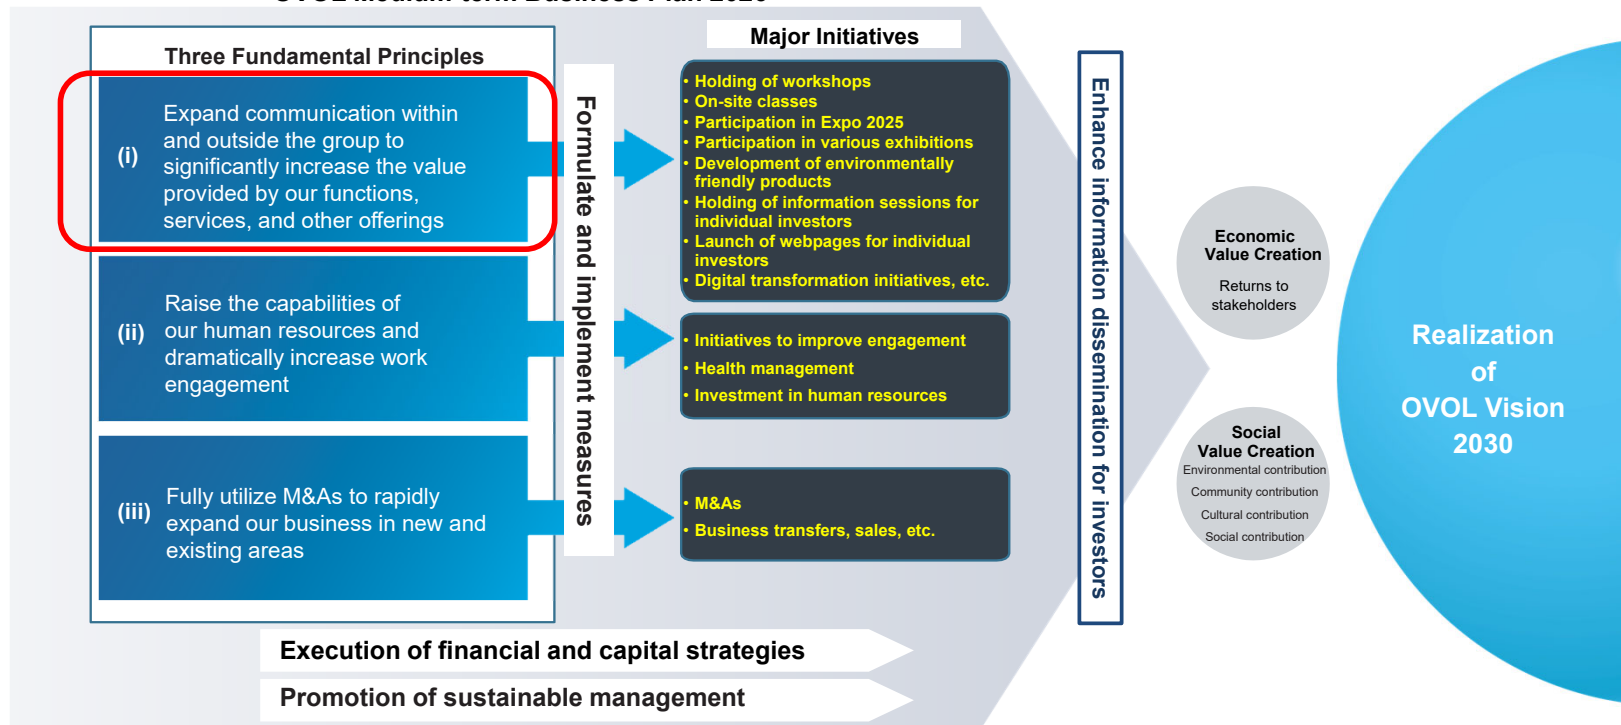 Three Fundamental Principles
(i)
Expand communication within
and outside the group to
significantly increase the value
provided by our functions,
services, and other offerings
(ii)
Raise the capabilities of
our human resources and
dramatically increase work
engagement
(iii)
Fully utilize M&As to rapidly
expand our business in new and
existing areas
Formulate and implement measures
Major Initiatives
• Holding of workshops
• On-site classes
• Participation in Expo 2025
• Participation in various exhibitions
• Development of environmentally
friendly products
• Holding of information sessions for
individual investors
• Launch of webpages for individual
investors
• Digital transformation initiatives, etc.
• Initiatives to improve engagement
• Health management
• Investment in human resources
• M&As
• Business transfers, sales, etc.
Enhance information dissemination for investors
Economic
Value Creation
Returns to
stakeholders
Social
Value Creation
Environmental contribution
Community contribution
Cultural contribution
Social contribution
Realization
of
OVOL Vision
2030
Execution of financial and capital strategies
Promotion of sustainable management